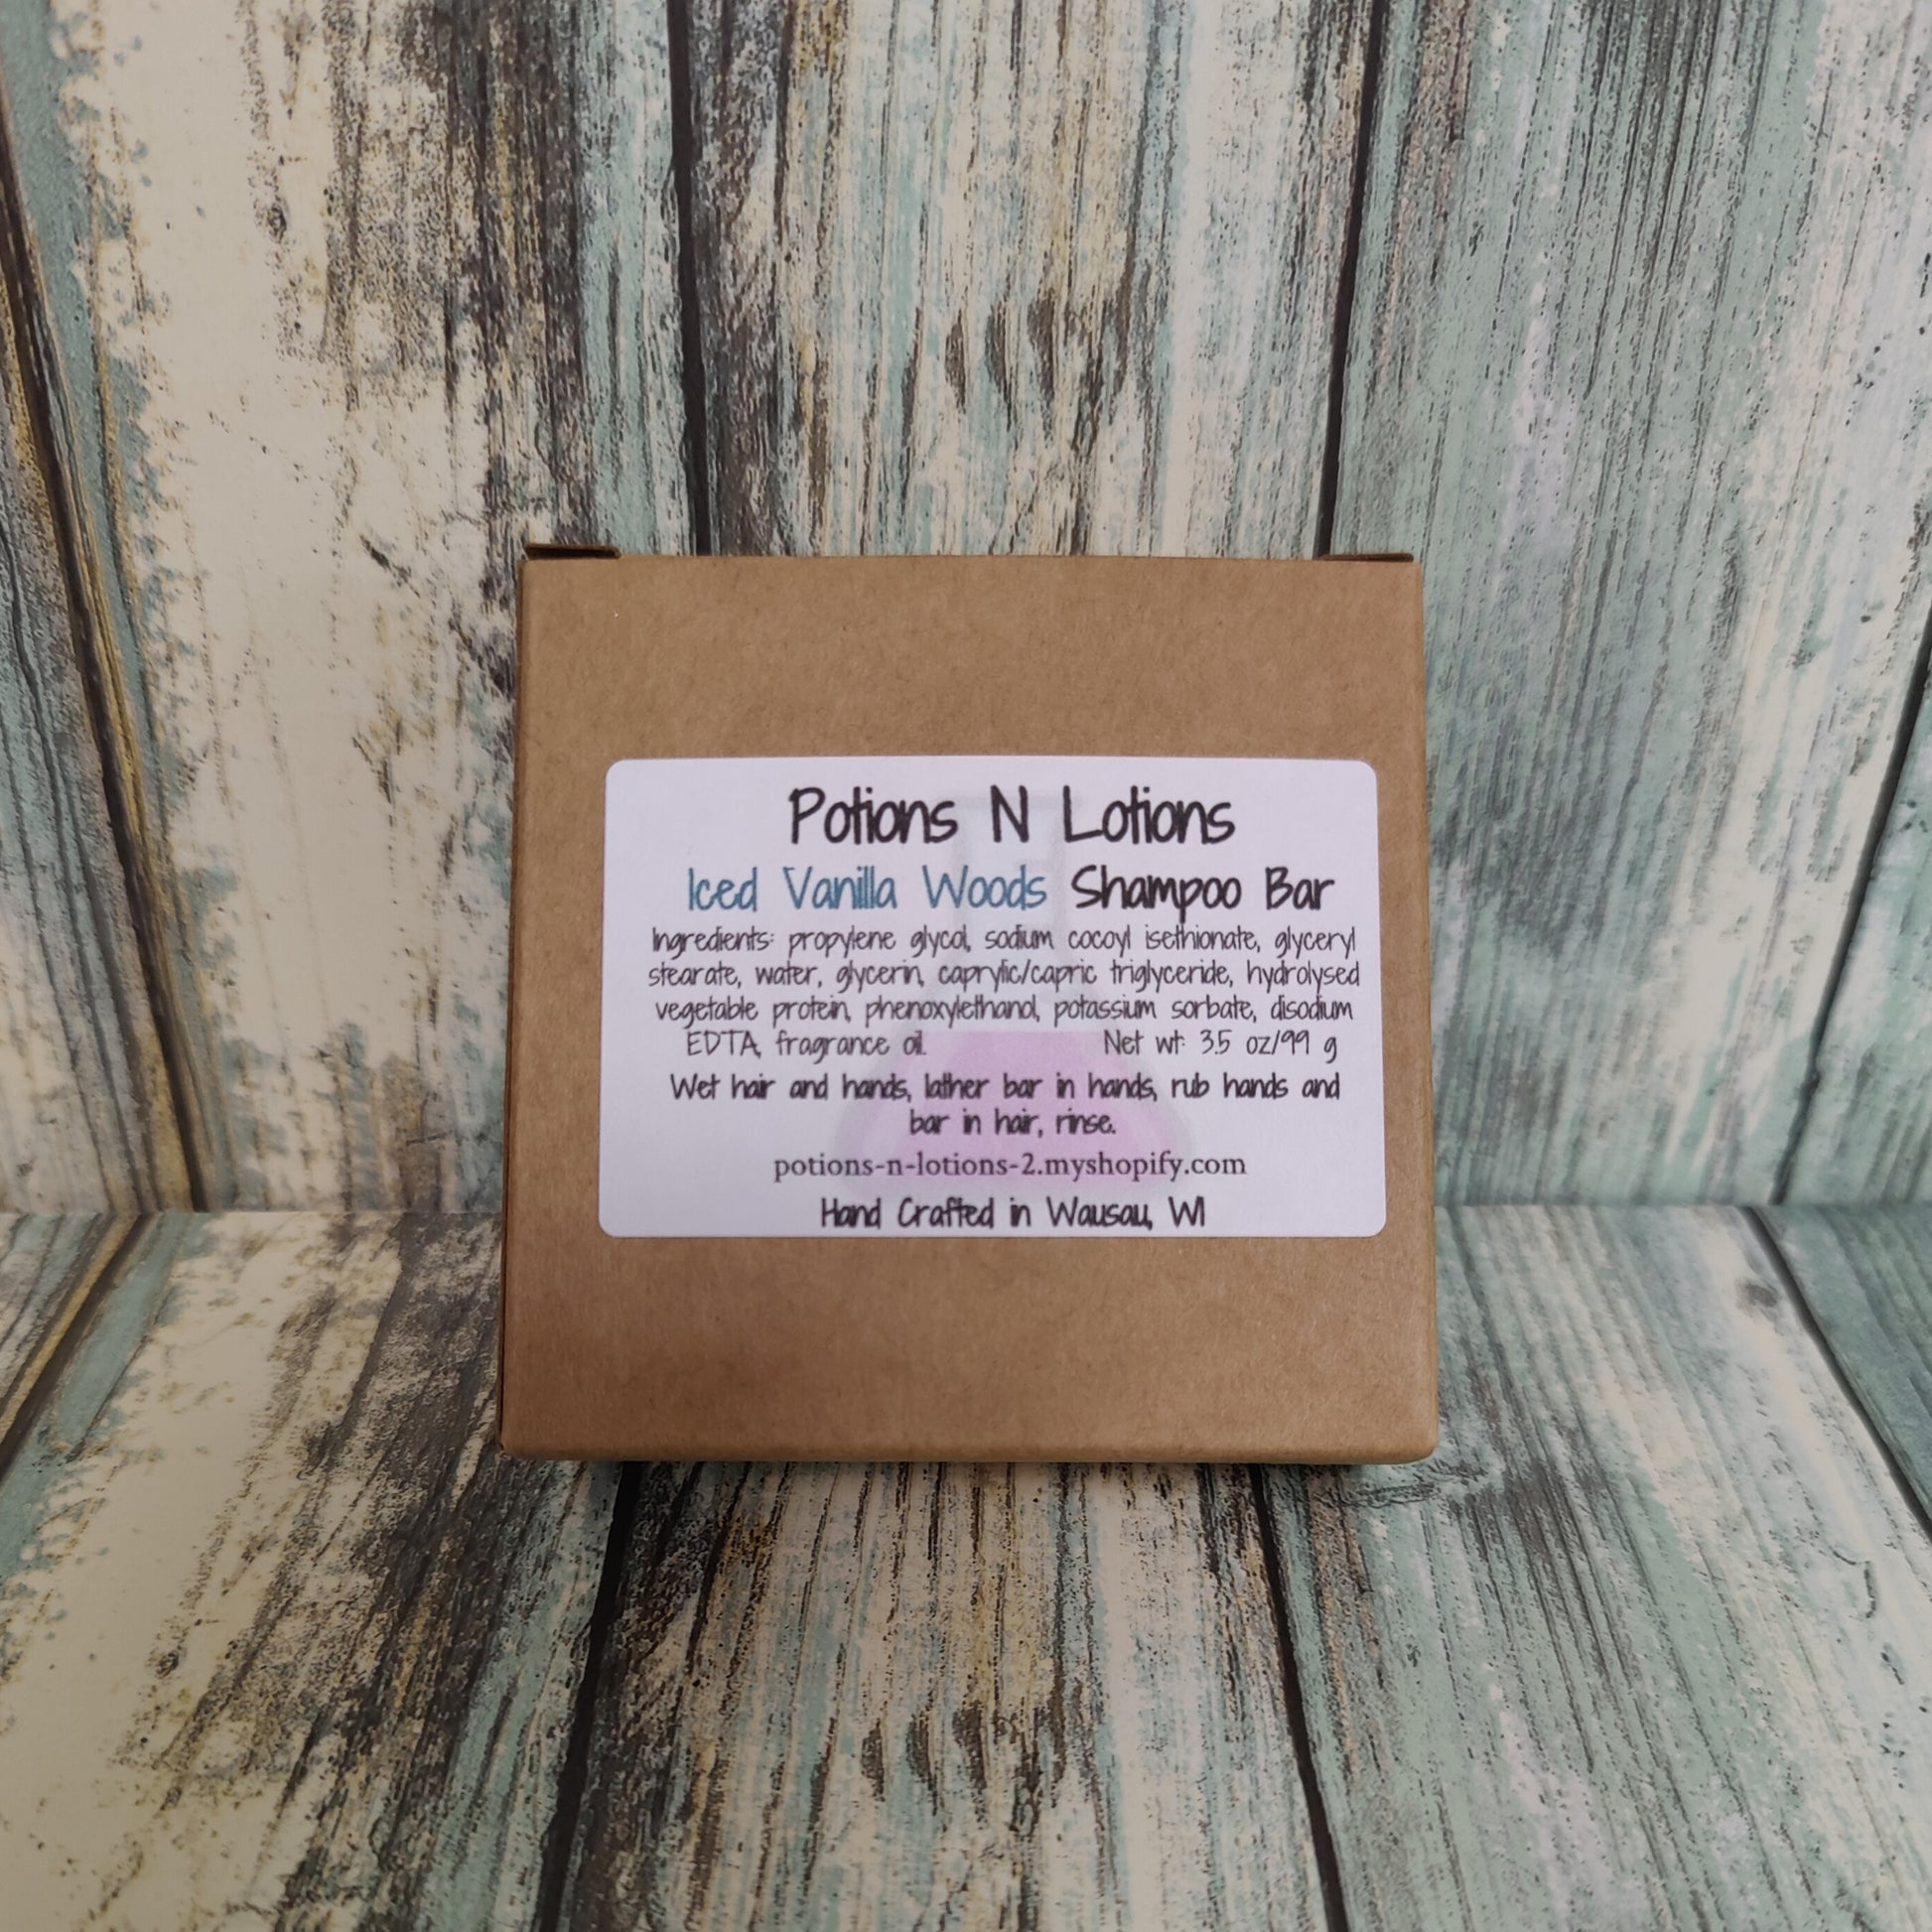 Potions N Lotions
Iced Vanilla Woods Shampoo Bar
Ingredients: propylene glycol, sodium cocoyl isethionate, glyceryl
stearate, water, glycerin, caprylic/capric triglyceride, hydrolysed
vegetable protein, phenoxylethanol, potassium sorbate, disodium
EDTA, fragrance oil. Net wt: 3.5 oz/99 g
Wet hair and hands, lather bar in hands, rub hands and
bar in hair, rinse.
potions-n-lotions-2.myshopify.com
Hand Crafted in Wausau, WI